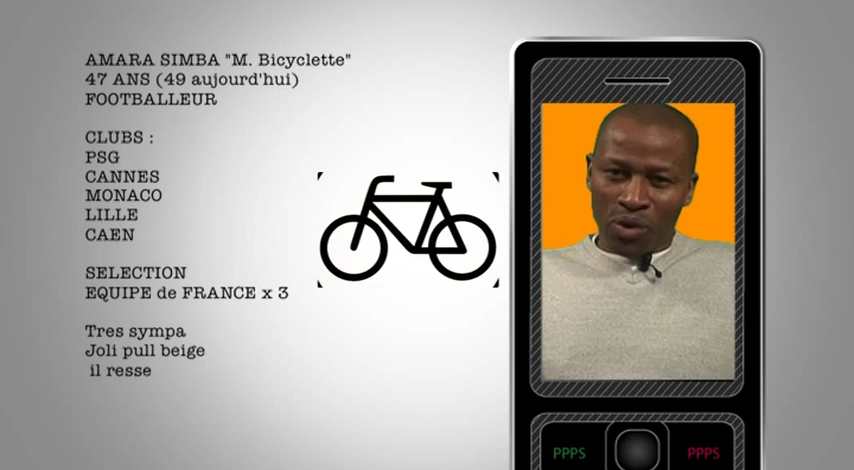 AMARA SIMBA "M. Bicyclette"
47 ANS (49 aujourd'hui)
FOOTBALLEUR
CLUBS :
PSG
CANNES
MONACO
LILLE
CAEN
SELECTION
EQUIPE de FRANCE x 3
Tres sympa
Joli pull beige
il resse
PPPS PPPS